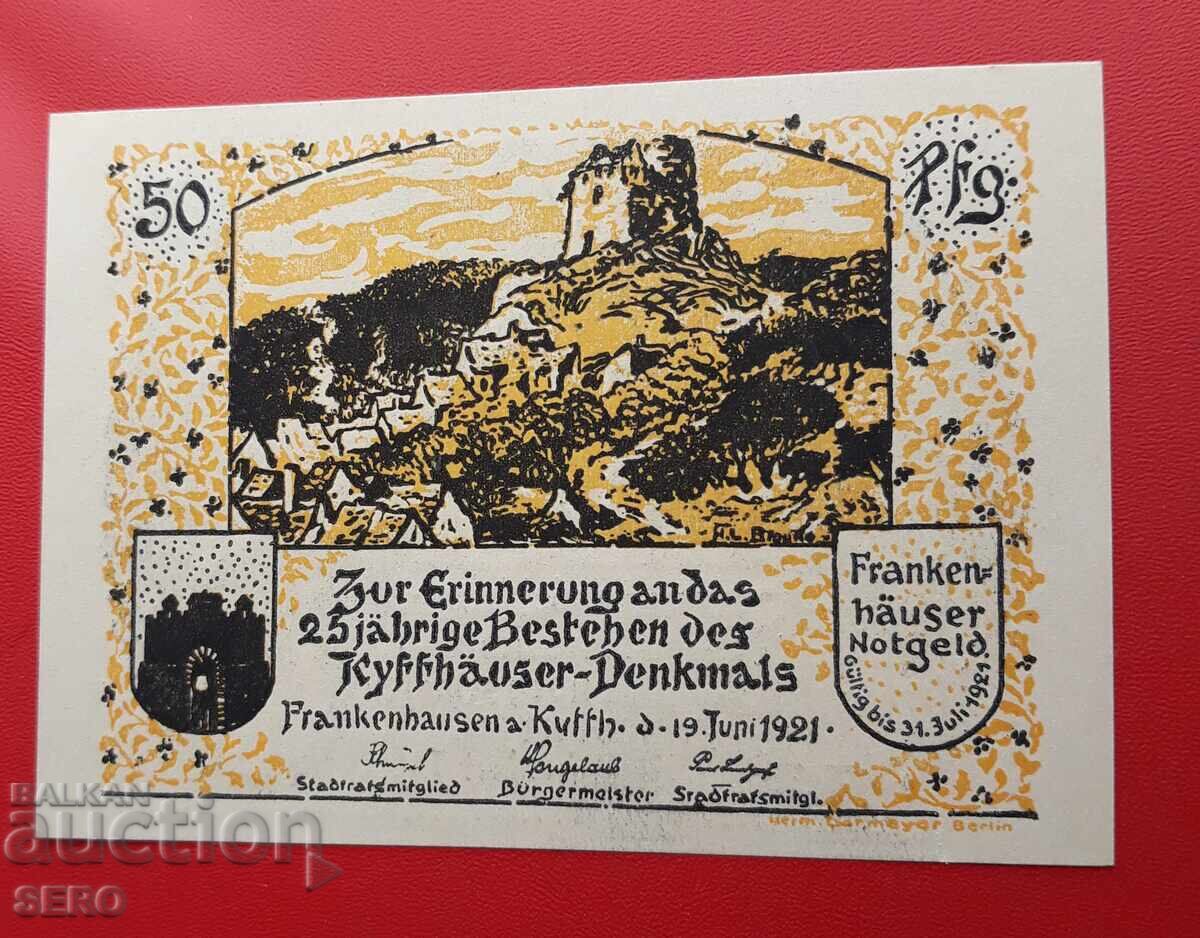 50
Pfg
Zur Erinnerung an das
25jährige Bestehen des
Kyffhäuser-Denkmals
Frankenhausen a. Kyffh. d. 19. Juni 1921.
Stadtratsmitglied Bürgermeister Stadtratsmitgl.
Franken=
häuser
Notgeld
Gültig bis 31. Juli 1921
Berlin
BALKAN
auction
SERO